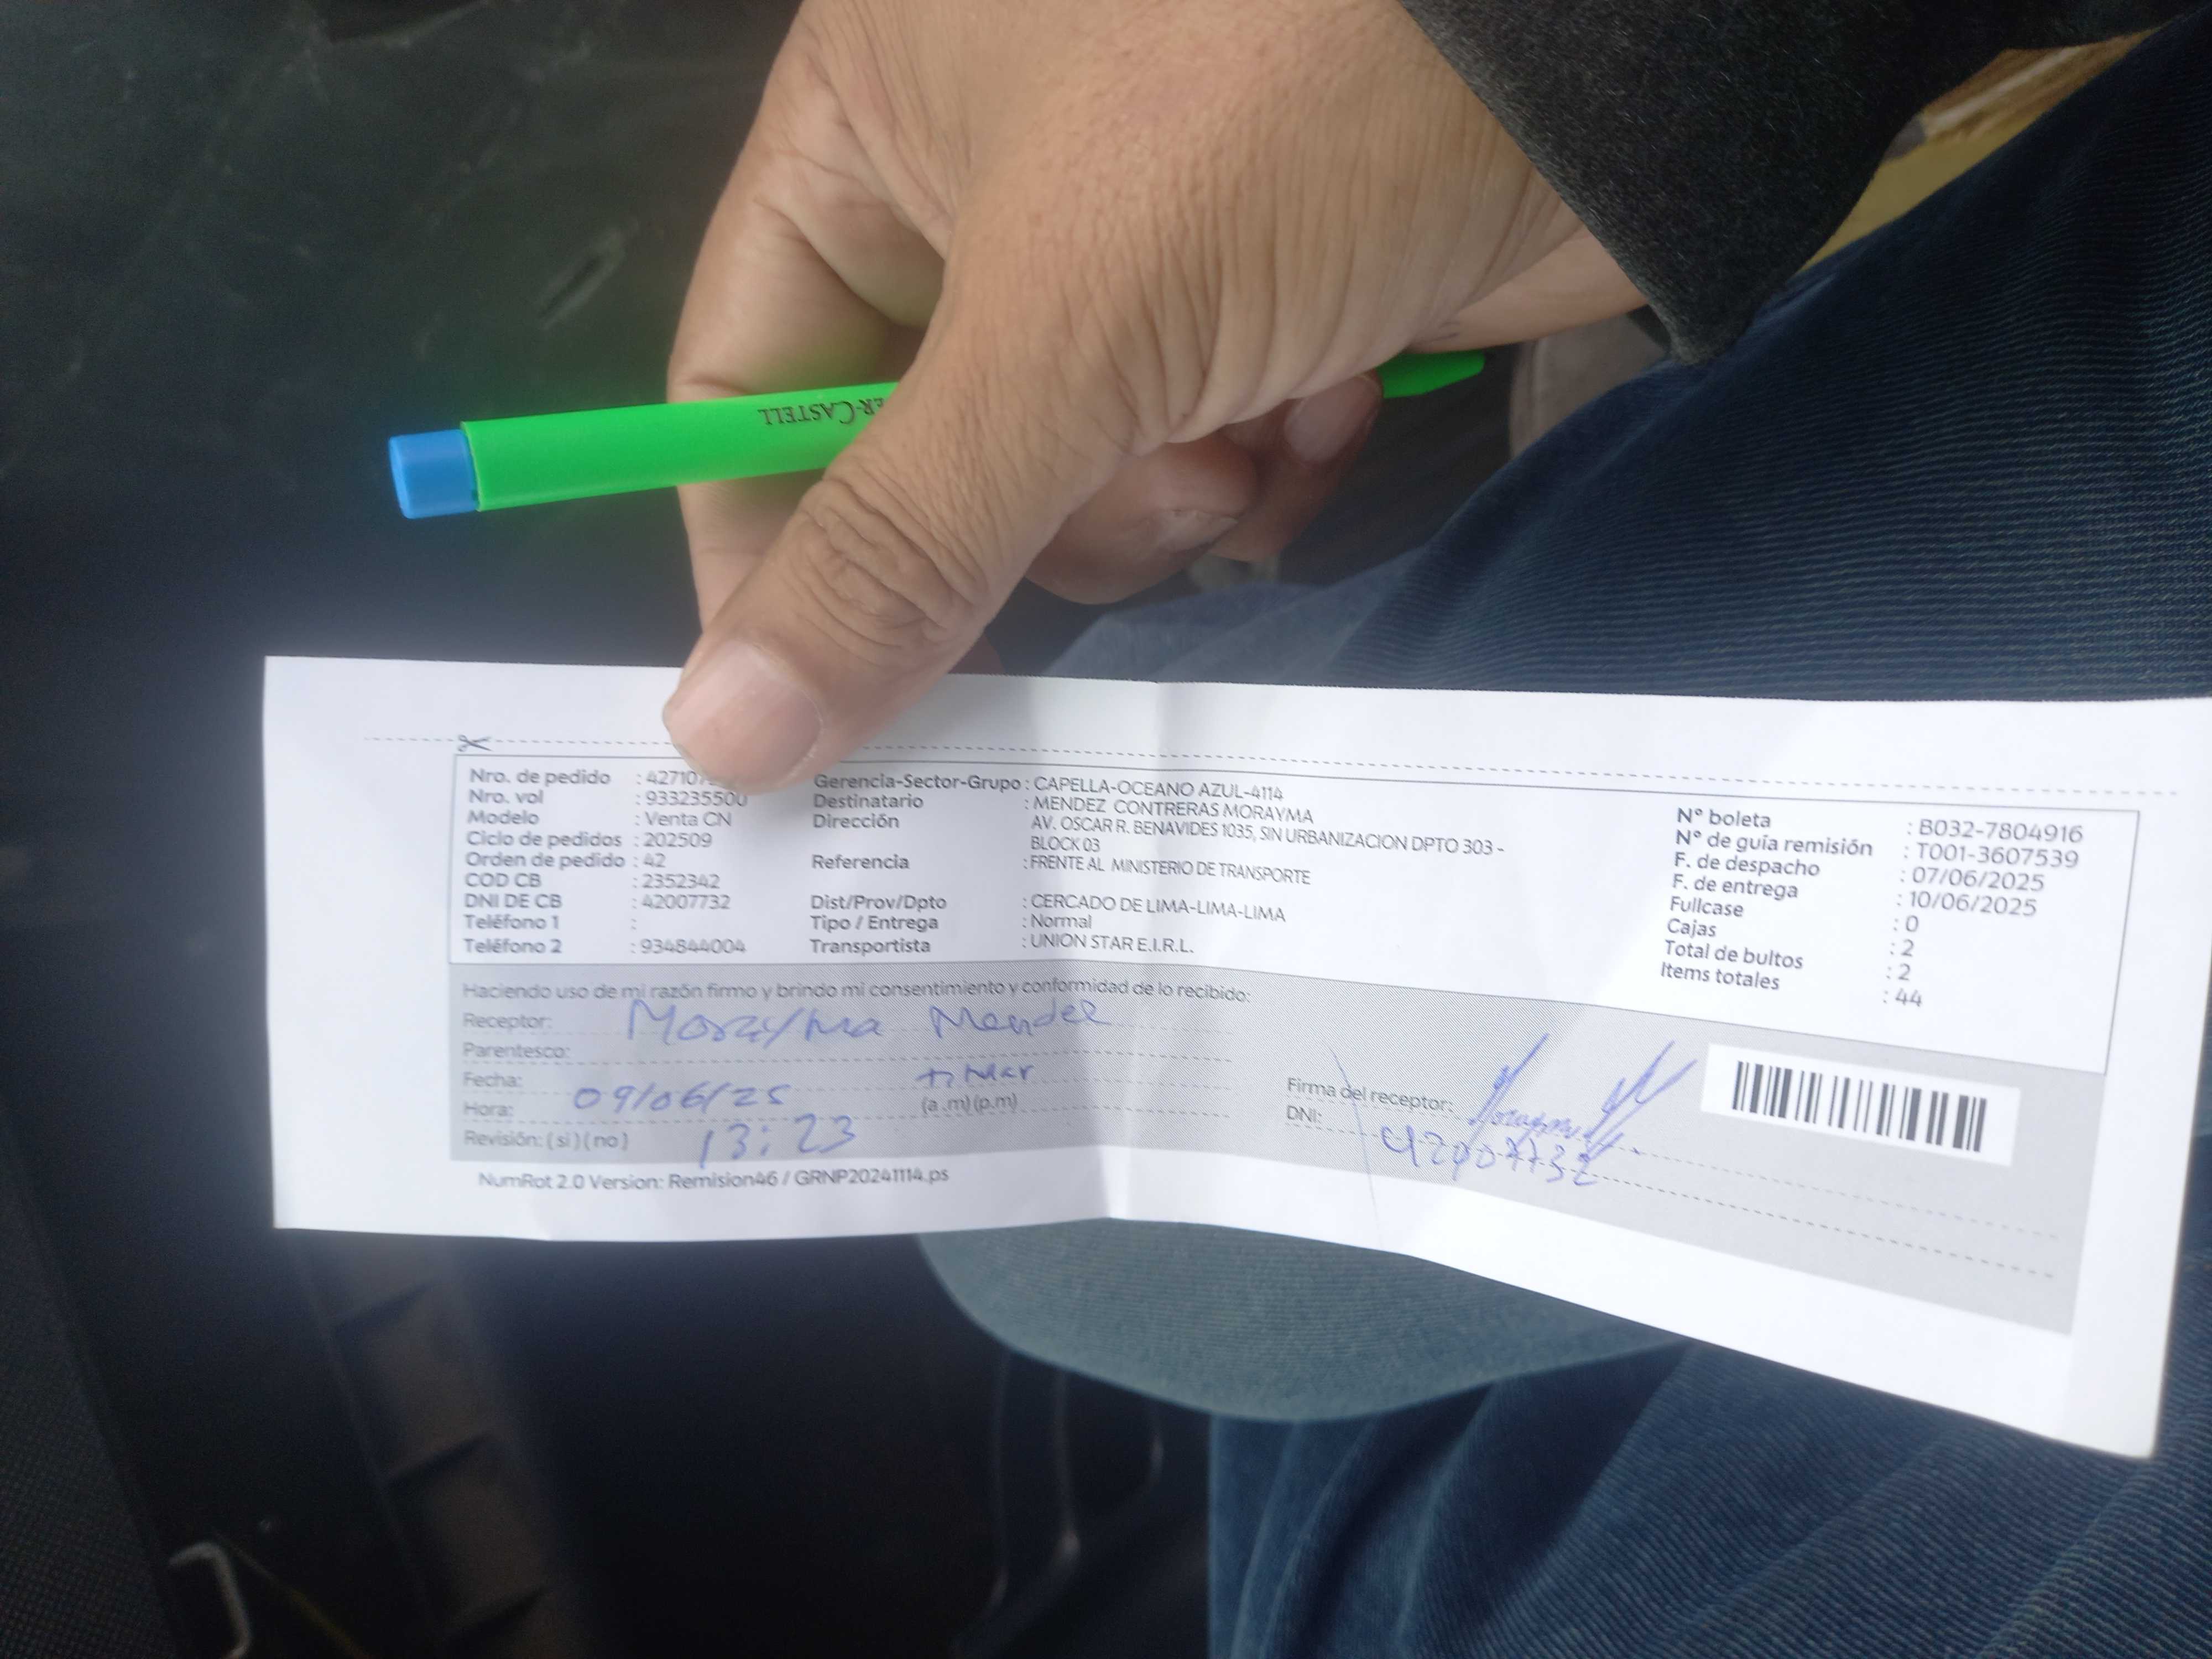 ER-CASTELL
Nro. de pedido : 42710
Nro. vol : 933235500
Modelo : Venta CN
Ciclo de pedidos : 202509
Orden de pedido : 42
COD CB : 2352342
DNI DE CB : 42007732
Teléfono 1 :
Teléfono 2 : 934844004
Gerencia-Sector-Grupo : CAPELLA-OCEANO AZUL-4114
Destinatario : MENDEZ CONTRERAS MORAYMA
Dirección AV. OSCAR R. BENAVIDES 1035, SIN URBANIZACION DPTO 303 -
BLOCK 03
Referencia : FRENTE AL MINISTERIO DE TRANSPORTE
Dist/Prov/Dpto : CERCADO DE LIMA-LIMA-LIMA
Tipo / Entrega : Normal
Transportista : UNION STAR E.I.R.L.
N° boleta : B032-7804916
N° de guía remisión : T001-3607539
F. de despacho : 07/06/2025
F. de entrega : 10/06/2025
Fullcase : 0
Cajas : 2
Total de bultos : 2
Items totales : 44
Haciendo uso de mi razón firmo y brindo mi consentimiento y conformidad de lo recibido:
Receptor: Morayma Mendez
Parentesco: titular
Fecha: 09/06/25
Hora: 13:23 (a .m) (p.m)
Revisión: ( si ) ( no )
Firma del receptor:
DNI: 42007732
NumRot 2.0 Version: Remision46 / GRNP20241114.ps